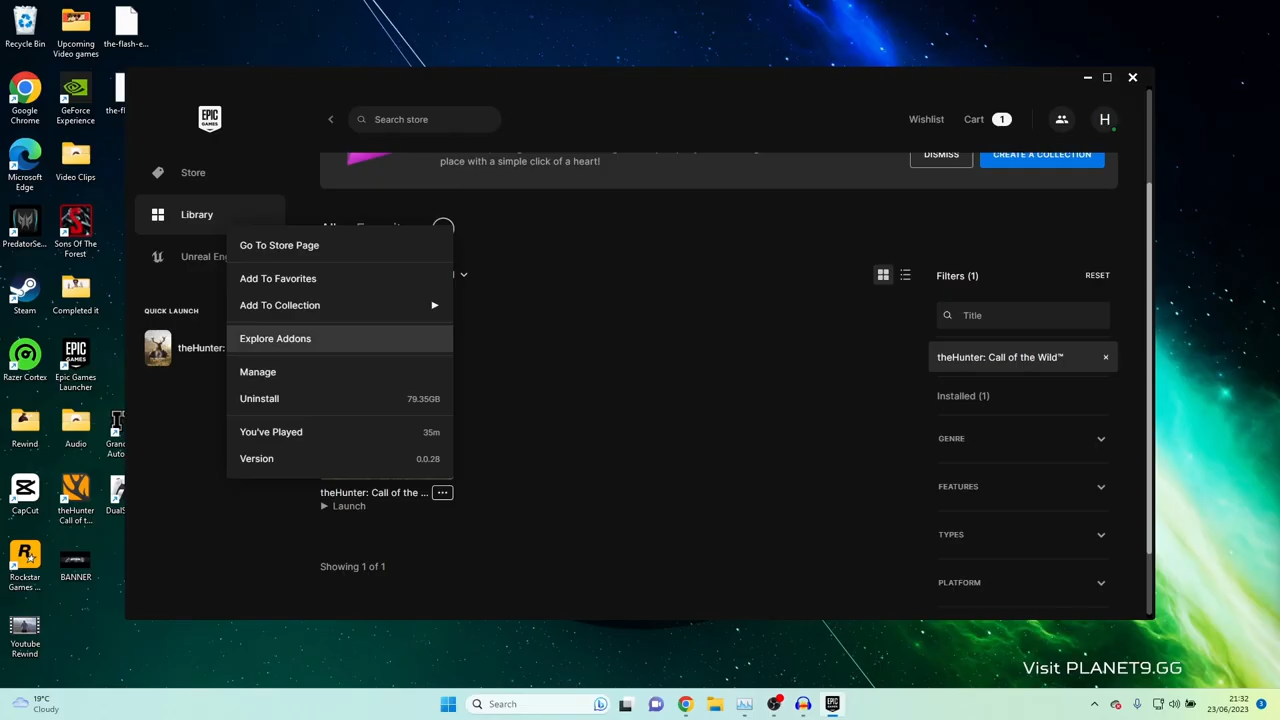 Recycle Bin
Upcoming
Video games
the-flash-e...
Google
Chrome
GeForce
Experience
the-fl
Microsoft
Edge
Video Clips
PredatorSe...
Sons Of The
Forest
Steam
Completed it
Razer Cortex
Epic Games
Launcher
Gran
Auto
Rewind
Audio
CapCut
theHunter
Call of t...
DualS
Rockstar
Games ...
BANNER
Youtube
Rewind
EPIC
GAMES
Search store
Wishlist
Cart
1
H
Store
Library
Unreal Eng
QUICK LAUNCH
theHunter:
place with a simple click of a heart!
DISMISS
CREATE A COLLECTION
Go To Store Page
Add To Favorites
Add To Collection
Explore Addons
Manage
Uninstall
79.35GB
You've Played
35m
Version
0.0.28
theHunter: Call of the ...
Launch
Showing 1 of 1
Filters (1)
RESET
Title
theHunter: Call of the Wild™
Installed (1)
GENRE
FEATURES
TYPES
PLATFORM
Visit PLANET9.GG
19°C
Cloudy
Search
21:32
23/06/2023
3